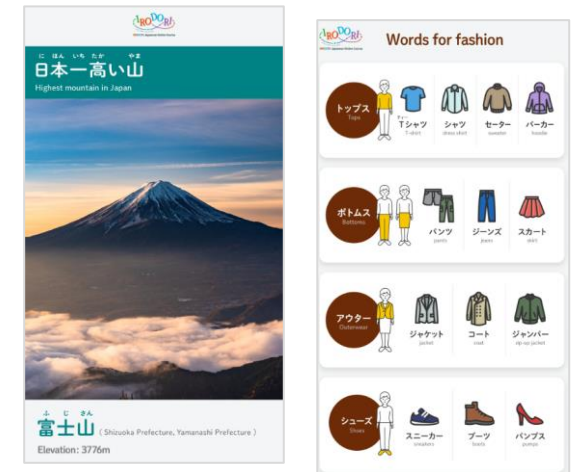 IRODORI
に ほん いち たか やま
日本一高い山
Highest mountain in Japan
ふ じ さん
富士山 ( Shizuoka Prefecture, Yamanashi Prefecture )
Elevation: 3776m
IRODORI
Words for fashion
トップス
Tops
ティー
Tシャツ シャツ セーター パーカー
T-shirt dress shirt sweater hoodie
ボトムス
Bottoms
パンツ ジーンズ スカート
pants jeans skirt
アウター
Outerwear
ジャケット コート ジャンパー
jacket coat zip-up jacket
シューズ
Shoes
スニーカー ブーツ パンプス
sneakers boots pumps